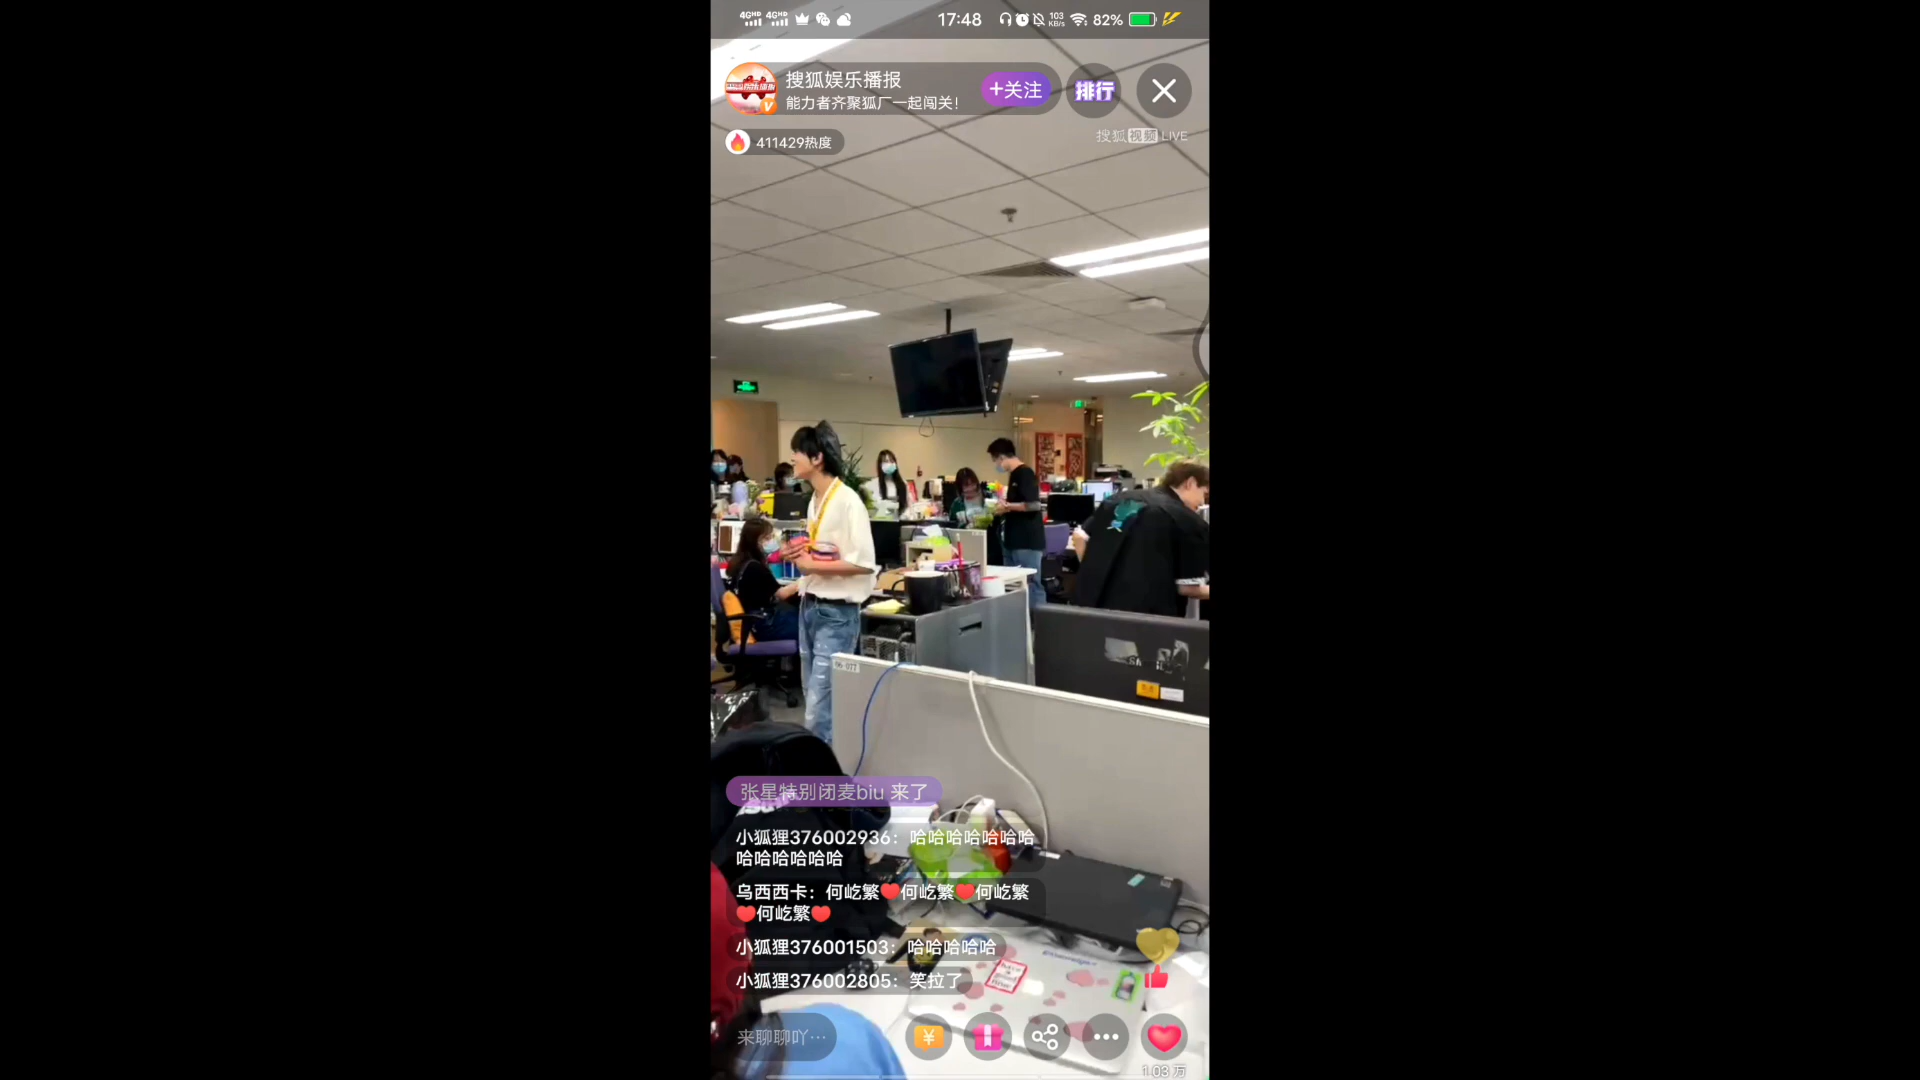 4GHD 4GHD 17:48 103 KB/s 82%
搜狐娱乐播报
能力者齐聚狐厂一起闯关!
+关注
排行
411429热度
搜狐视频 LIVE
张星特别闭麦biu 来了
小狐狸376002936：哈哈哈哈哈哈哈
哈哈哈哈哈哈
乌西西卡：何屹繁❤️何屹繁❤️何屹繁
❤️何屹繁❤️
小狐狸376001503：哈哈哈哈哈
小狐狸376002805：笑拉了
来聊聊吖…
1.03 万